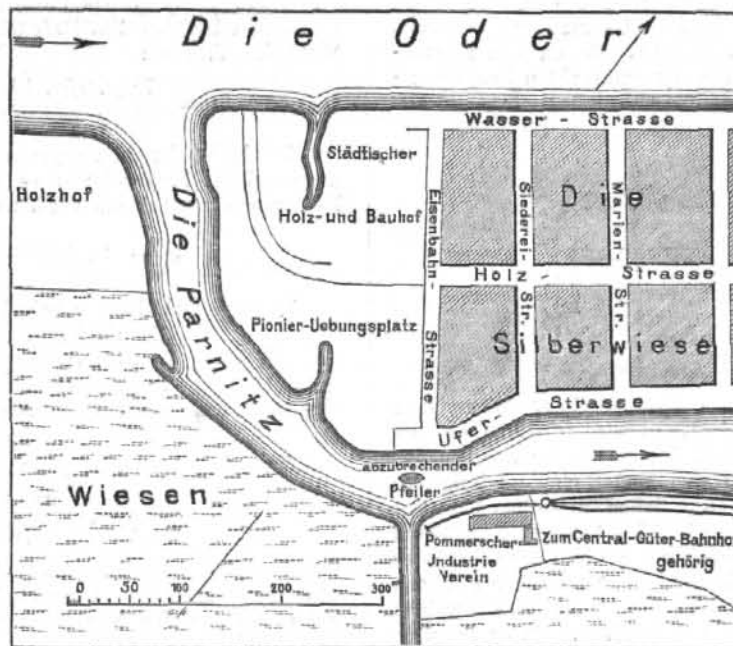 Die Oder
Wasser - Strasse
Städtischer
Holz- und Bauhof
Holzhof
Die Parnitz
Eisenbahn-
Strasse
Siederei-
Str.
Marien-
Str.
Die
Holz - Strasse
Silberwiese
Pionier-Uebungsplatz
Ufer-
Strasse
abzubrechender
Pfeiler
Wiesen
Pommerscher
Jndustrie
Verein
Zum Central-Güter-Bahnhof
gehörig
0 100 200 300